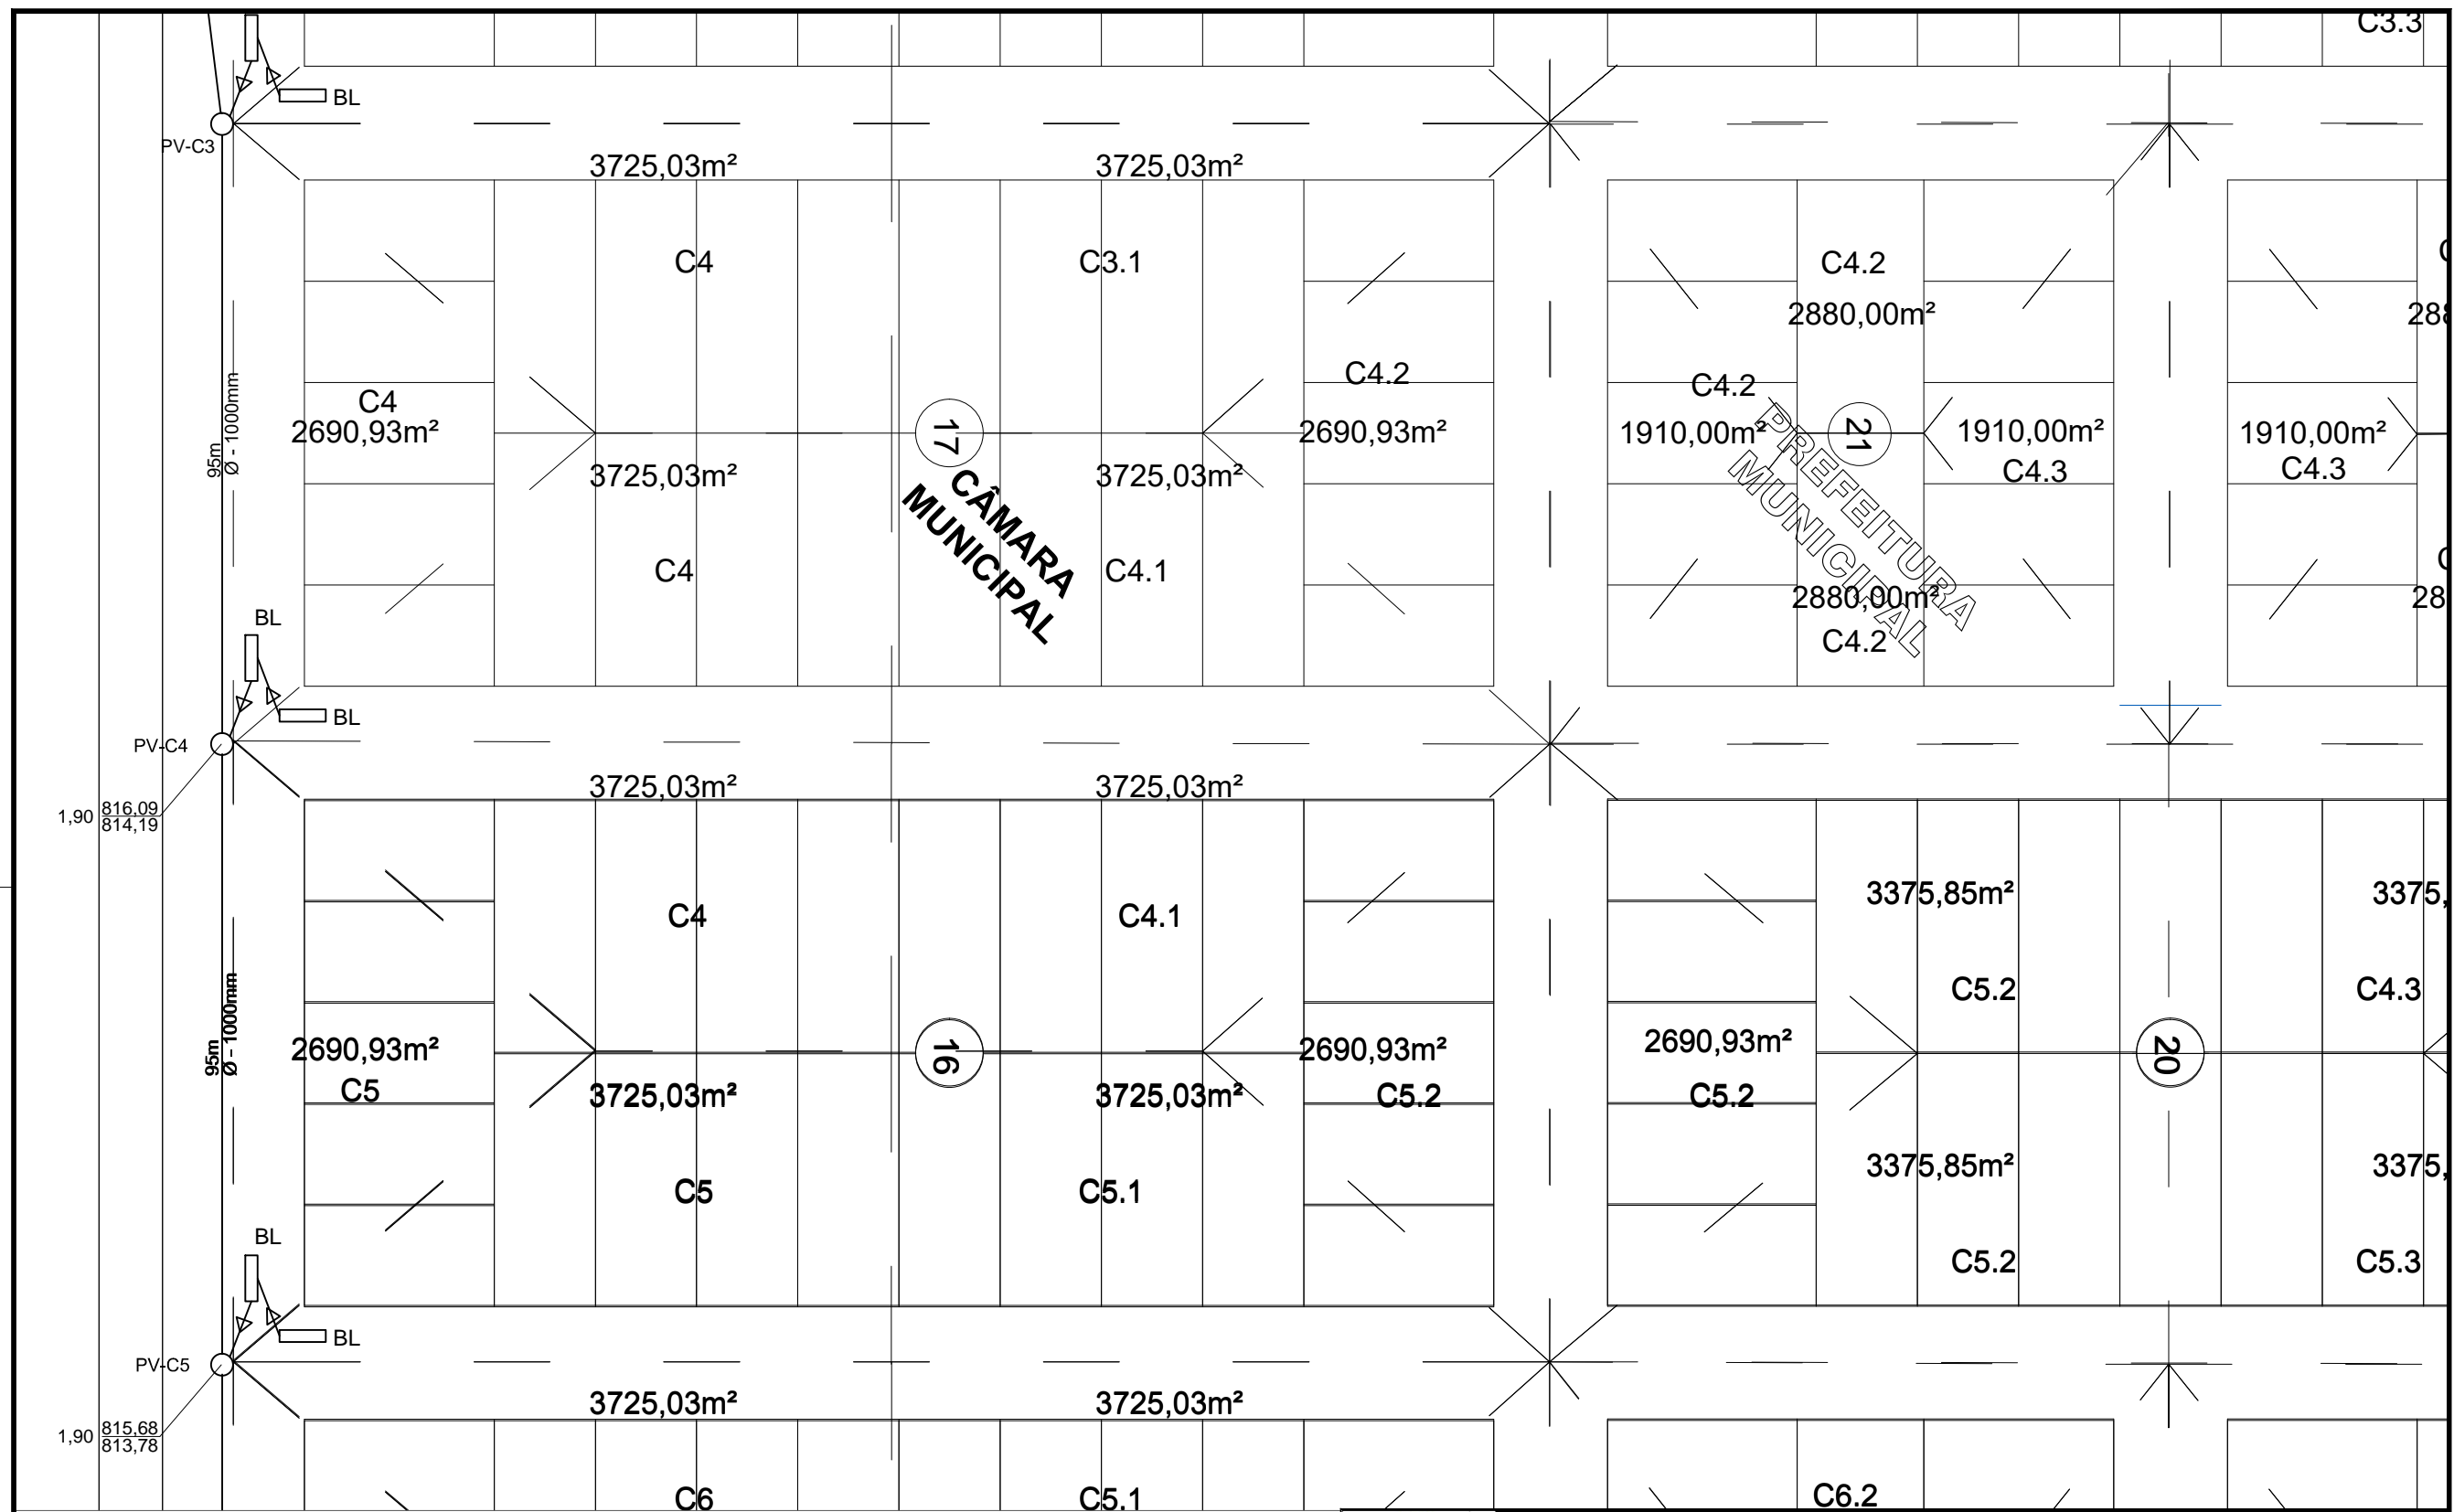 C3.3
BL
PV-C3
3725,03m²
3725,03m²
C4
C3.1
C4.2
2880,00m²
288
C4
2690,93m²
95m
Ø - 1000mm
C4.2
2690,93m²
C4.2
1910,00m²
21
1910,00m²
C4.3
1910,00m²
C4.3
17
CÂMARA
MUNICIPAL
PREFEITURA
MUNICIPAL
3725,03m²
3725,03m²
C4
C4.1
2880,00m²
C4.2
28
BL
BL
PV-C4
1,90
816,09
814,19
3725,03m²
3725,03m²
C4
C4.1
3375,85m²
3375,
C5.2
C4.3
95m
Ø - 1000mm
2690,93m²
C5
16
2690,93m²
C5.2
2690,93m²
C5.2
20
3725,03m²
3725,03m²
3375,85m²
3375,
C5
C5.1
C5.2
C5.3
BL
BL
PV-C5
1,90
815,68
813,78
3725,03m²
3725,03m²
C6
C5.1
C6.2